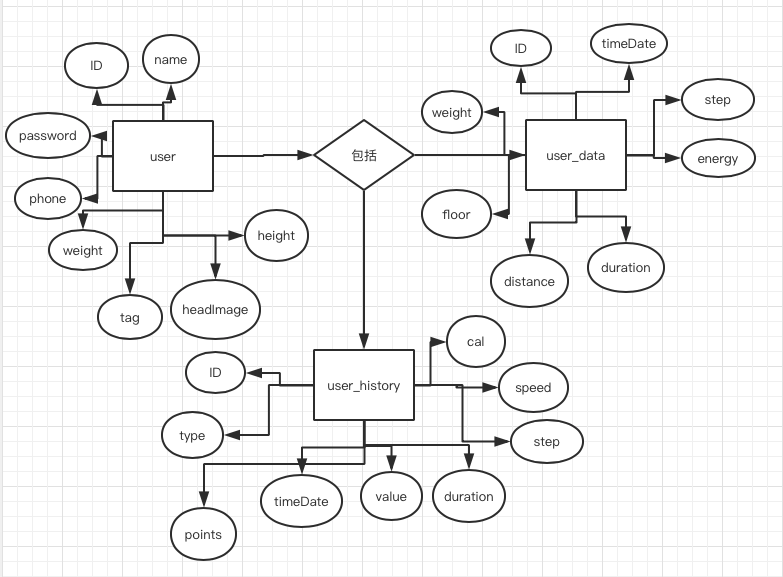 ID
name
password
user
phone
weight
height
tag
headImage
包括
ID
timeDate
weight
step
user_data
energy
floor
distance
duration
ID
user_history
cal
speed
type
step
timeDate
value
duration
points